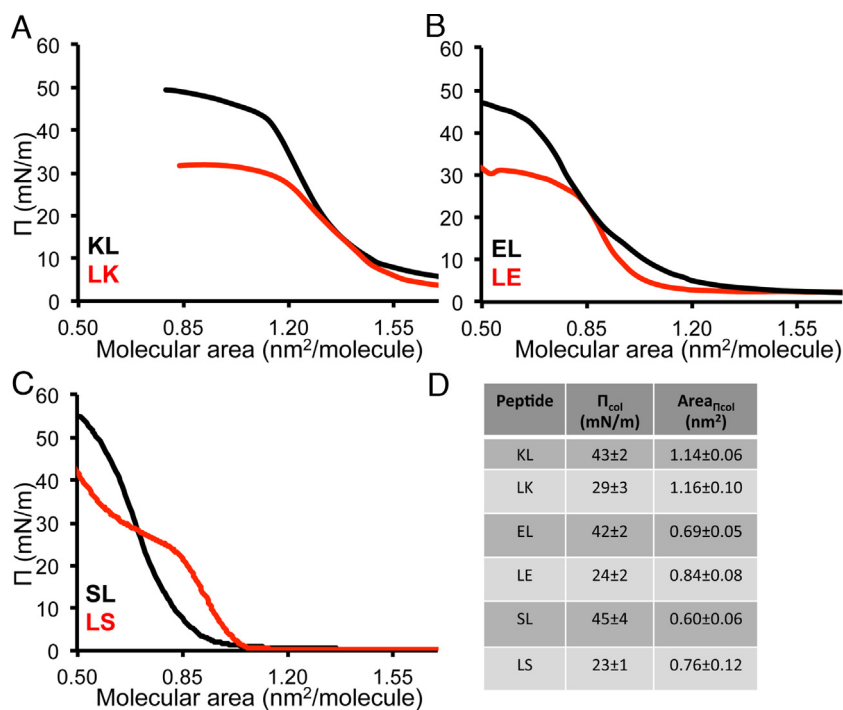 A
60
50
40
30
20
10
0
Π (mN/m)
KL
LK
0.50 0.85 1.20 1.55
Molecular area (nm²/molecule)
B
60
50
40
30
20
10
0
EL
LE
0.50 0.85 1.20 1.55
Molecular area (nm²/molecule)
C
60
50
40
30
20
10
0
Π (mN/m)
SL
LS
0.50 0.85 1.20 1.55
Molecular area (nm²/molecule)
D
Peptide Πcol (mN/m) AreaΠcol (nm²)
KL 43±2 1.14±0.06
LK 29±3 1.16±0.10
EL 42±2 0.69±0.05
LE 24±2 0.84±0.08
SL 45±4 0.60±0.06
LS 23±1 0.76±0.12